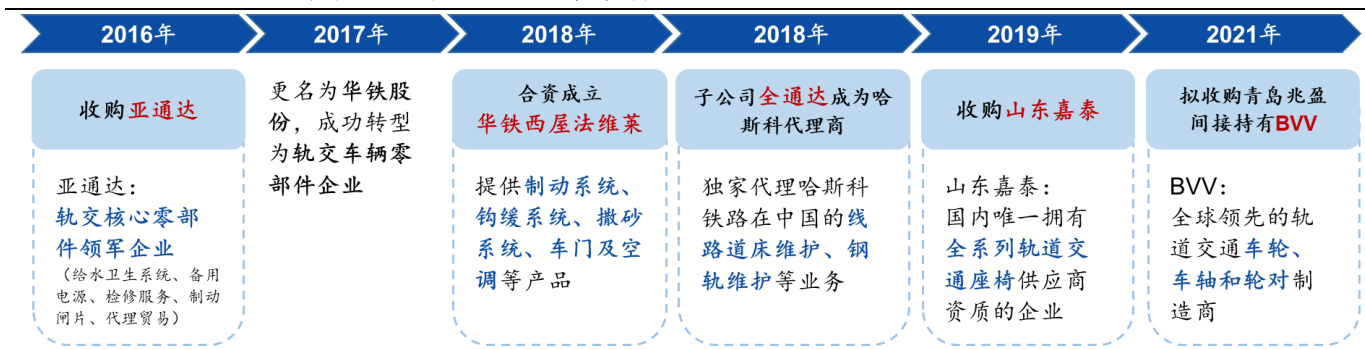 2016年
2017年
2018年
2018年
2019年
2021年
收购亚通达
亚通达：
轨交核心零部
件领军企业
（给水卫生系统、备用
电源、检修服务、制动
闸片、代理贸易）
更名为华铁股
份，成功转型
为轨交车辆零
部件企业
合资成立
华铁西屋法维莱
提供制动系统、
钩缓系统、撒砂
系统、车门及空
调等产品
子公司全通达成为哈
斯科代理商
独家代理哈斯科
铁路在中国的线
路道床维护、钢
轨维护等业务
收购山东嘉泰
山东嘉泰：
国内唯一拥有
全系列轨道交
通座椅供应商
资质的企业
拟收购青岛兆盈
间接持有BVV
BVV：
全球领先的轨
道交通车轮、
车轴和轮对制
造商